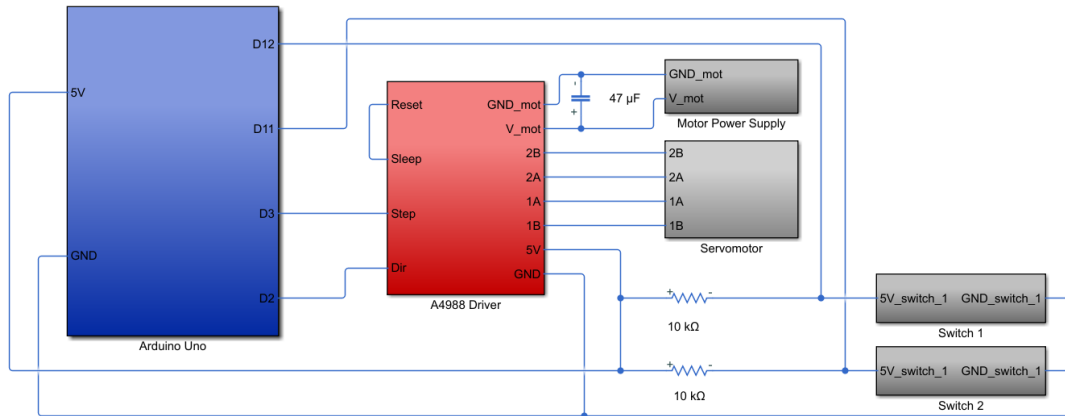 D12
5V
D11
D3
GND
D2
Arduino Uno
Reset
Sleep
Step
Dir
GND_mot
V_mot
2B
2A
1A
1B
5V
GND
A4988 Driver
-
+
47 µF
GND_mot
V_mot
Motor Power Supply
2B
2A
1A
1B
Servomotor
+ -
10 kΩ
+ -
10 kΩ
5V_switch_1 GND_switch_1
Switch 1
5V_switch_1 GND_switch_1
Switch 2